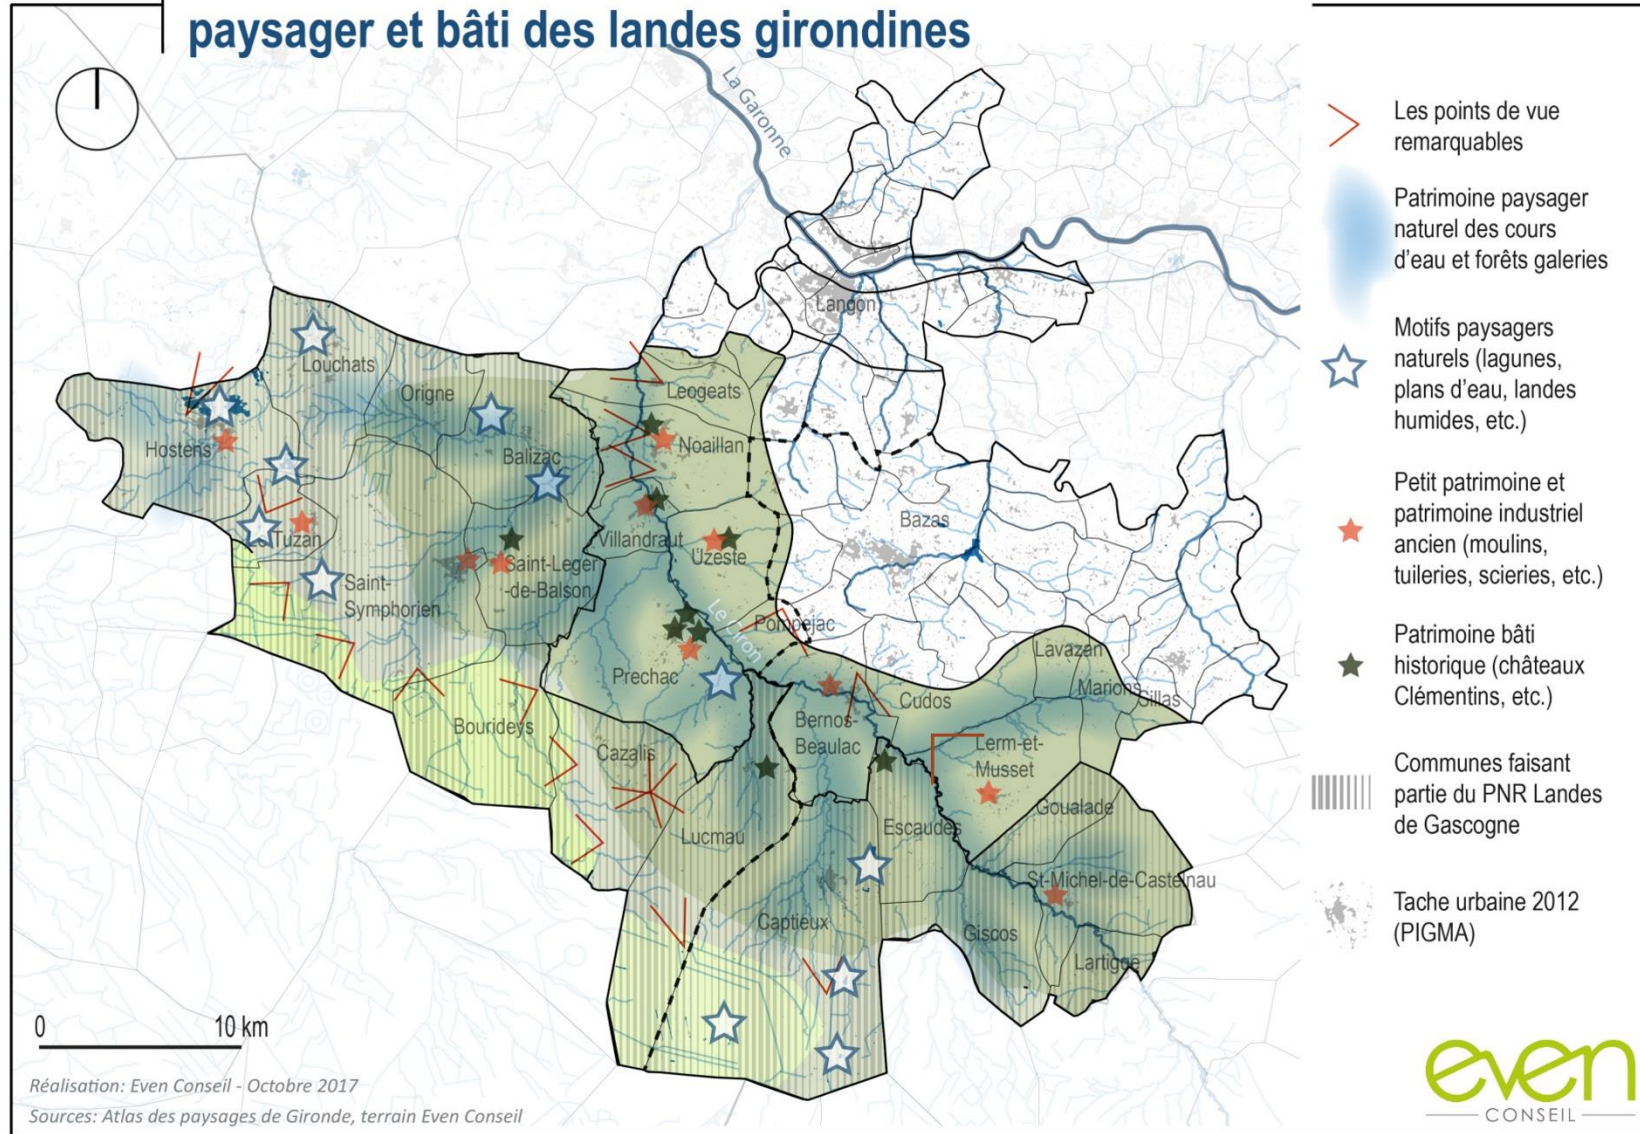 paysager et bâti des landes girondines
La Garonne
Langon
Louchats
Origne
Leogeats
Hostens
Noaillan
Balizac
Bazas
Tuzan
Villandraut
Uzeste
Saint-Leger
-de-Balson
Saint-
Symphorien
Le Ciron
Pompejac
Lavazan
Prechac
Marions
Sillas
Cudos
Bourideys
Bernos-
Beaulac
Cazalis
Lerm-et-
Musset
Goualade
Lucmau
Escaudes
St-Michel-de-Castelnau
Captieux
Giscos
Lartigue
0 10 km
Réalisation: Even Conseil - Octobre 2017
Sources: Atlas des paysages de Gironde, terrain Even Conseil
Les points de vue
remarquables
Patrimoine paysager
naturel des cours
d'eau et forêts galeries
Motifs paysagers
naturels (lagunes,
plans d'eau, landes
humides, etc.)
Petit patrimoine et
patrimoine industriel
ancien (moulins,
tuileries, scieries, etc.)
Patrimoine bâti
historique (châteaux
Clémentins, etc.)
Communes faisant
partie du PNR Landes
de Gascogne
Tache urbaine 2012
(PIGMA)
even
CONSEIL